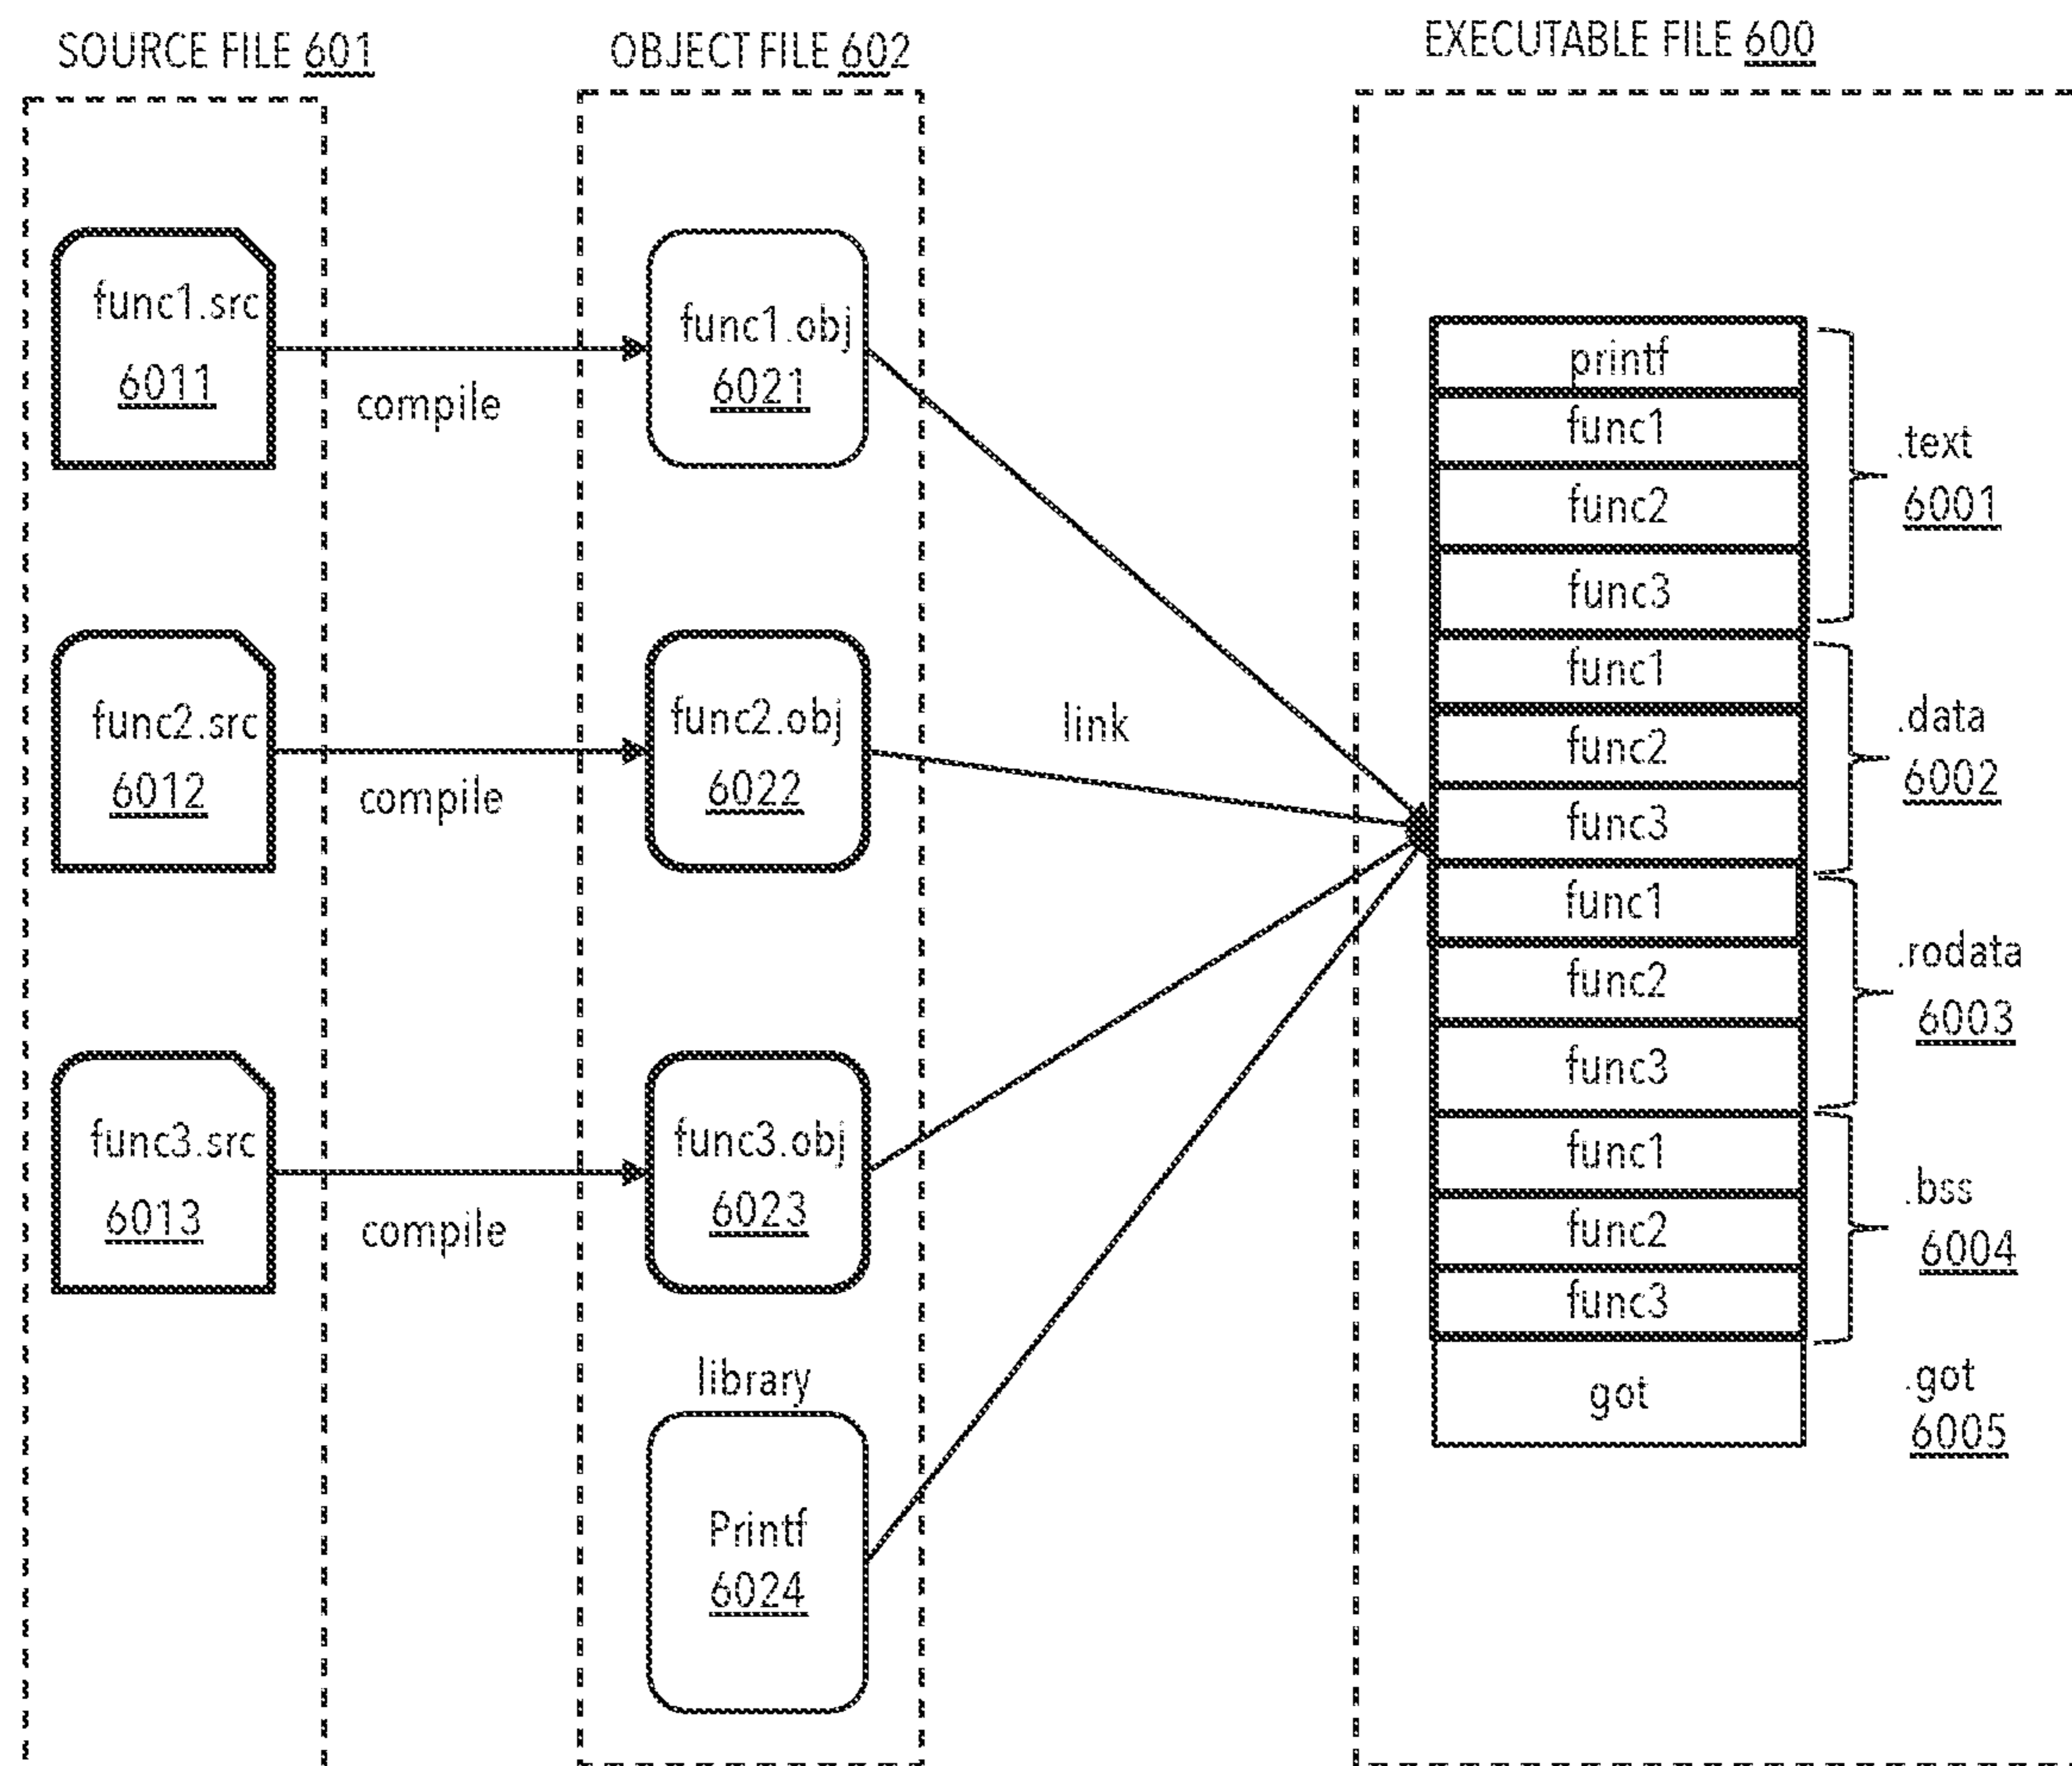 SOURCE FILE 601
func1.src
6011
compile
func2.src
6012
compile
func3.src
6013
compile
OBJECT FILE 602
func1.obj
6021
func2.obj
6022
func3.obj
6023
library
Printf
6024
link
EXECUTABLE FILE 600
printf
func1
func2
func3
.text
6001
func1
func2
func3
.data
6002
func1
func2
func3
.rodata
6003
func1
func2
func3
.bss
6004
got
.got
6005